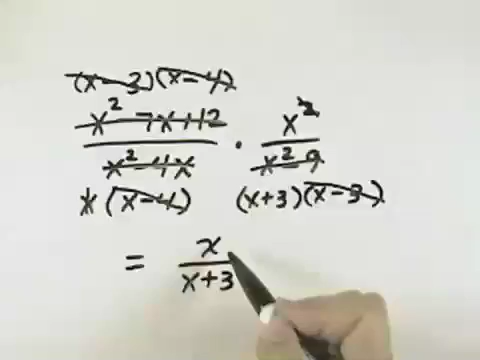 (x-3)(x-4)
x² -7x+12 / x²-4x · x² / x²-9
x(x-4) (x+3)(x-3)
= x / x+3